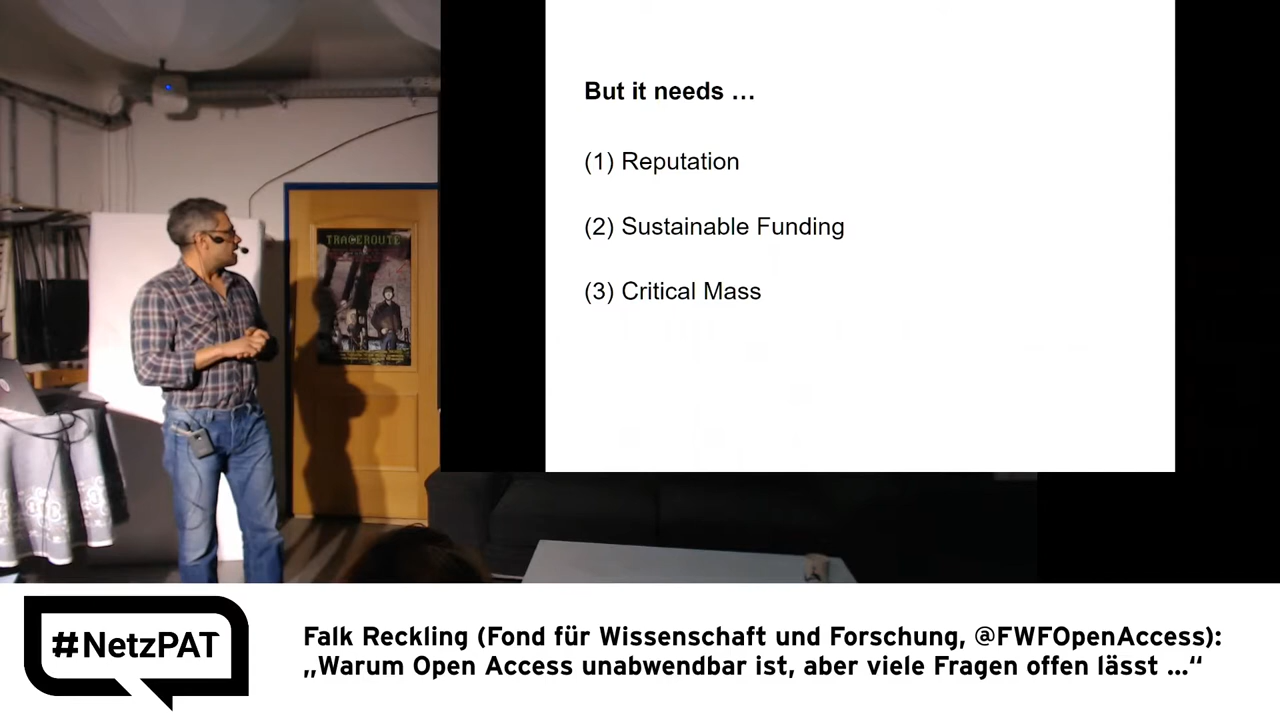 But it needs …
(1) Reputation
(2) Sustainable Funding
(3) Critical Mass
TRACEROUTE
#NetzPAT
Falk Reckling (Fond für Wissenschaft und Forschung, @FWFOpenAccess):
„Warum Open Access unabwendbar ist, aber viele Fragen offen lässt ...“